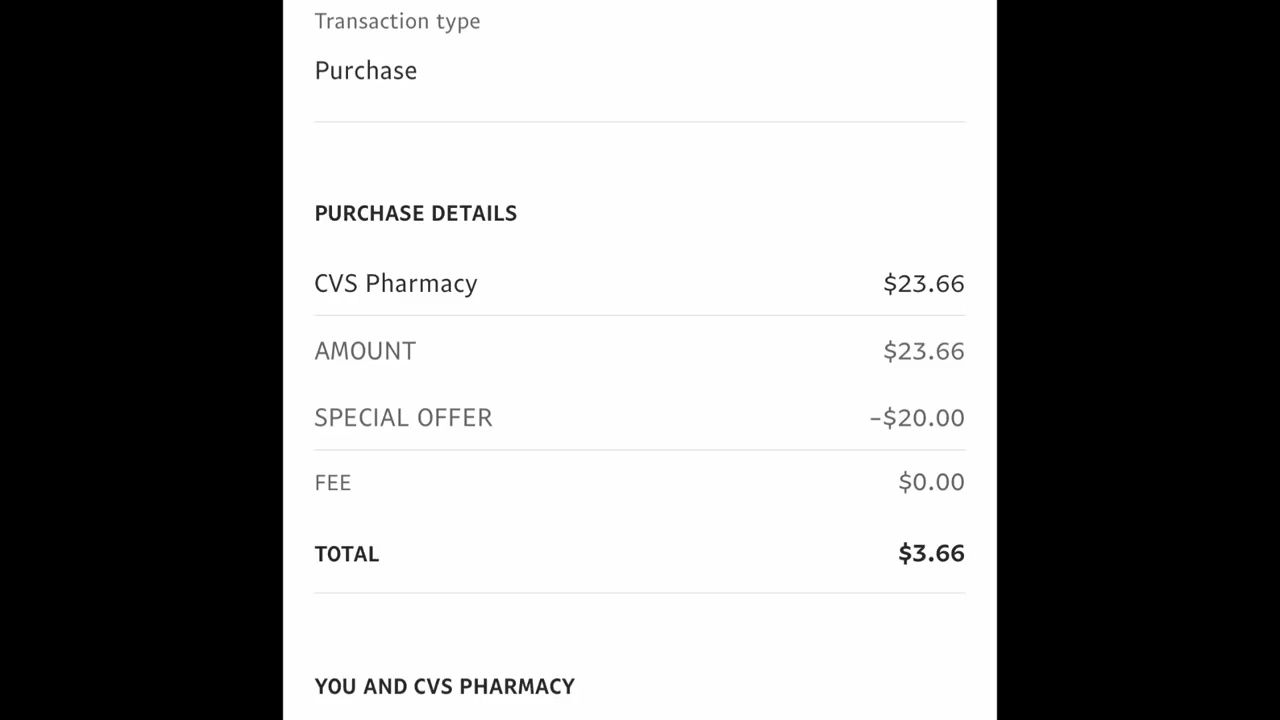 Transaction type
Purchase
PURCHASE DETAILS
CVS Pharmacy $23.66
AMOUNT $23.66
SPECIAL OFFER -$20.00
FEE $0.00
TOTAL $3.66
YOU AND CVS PHARMACY